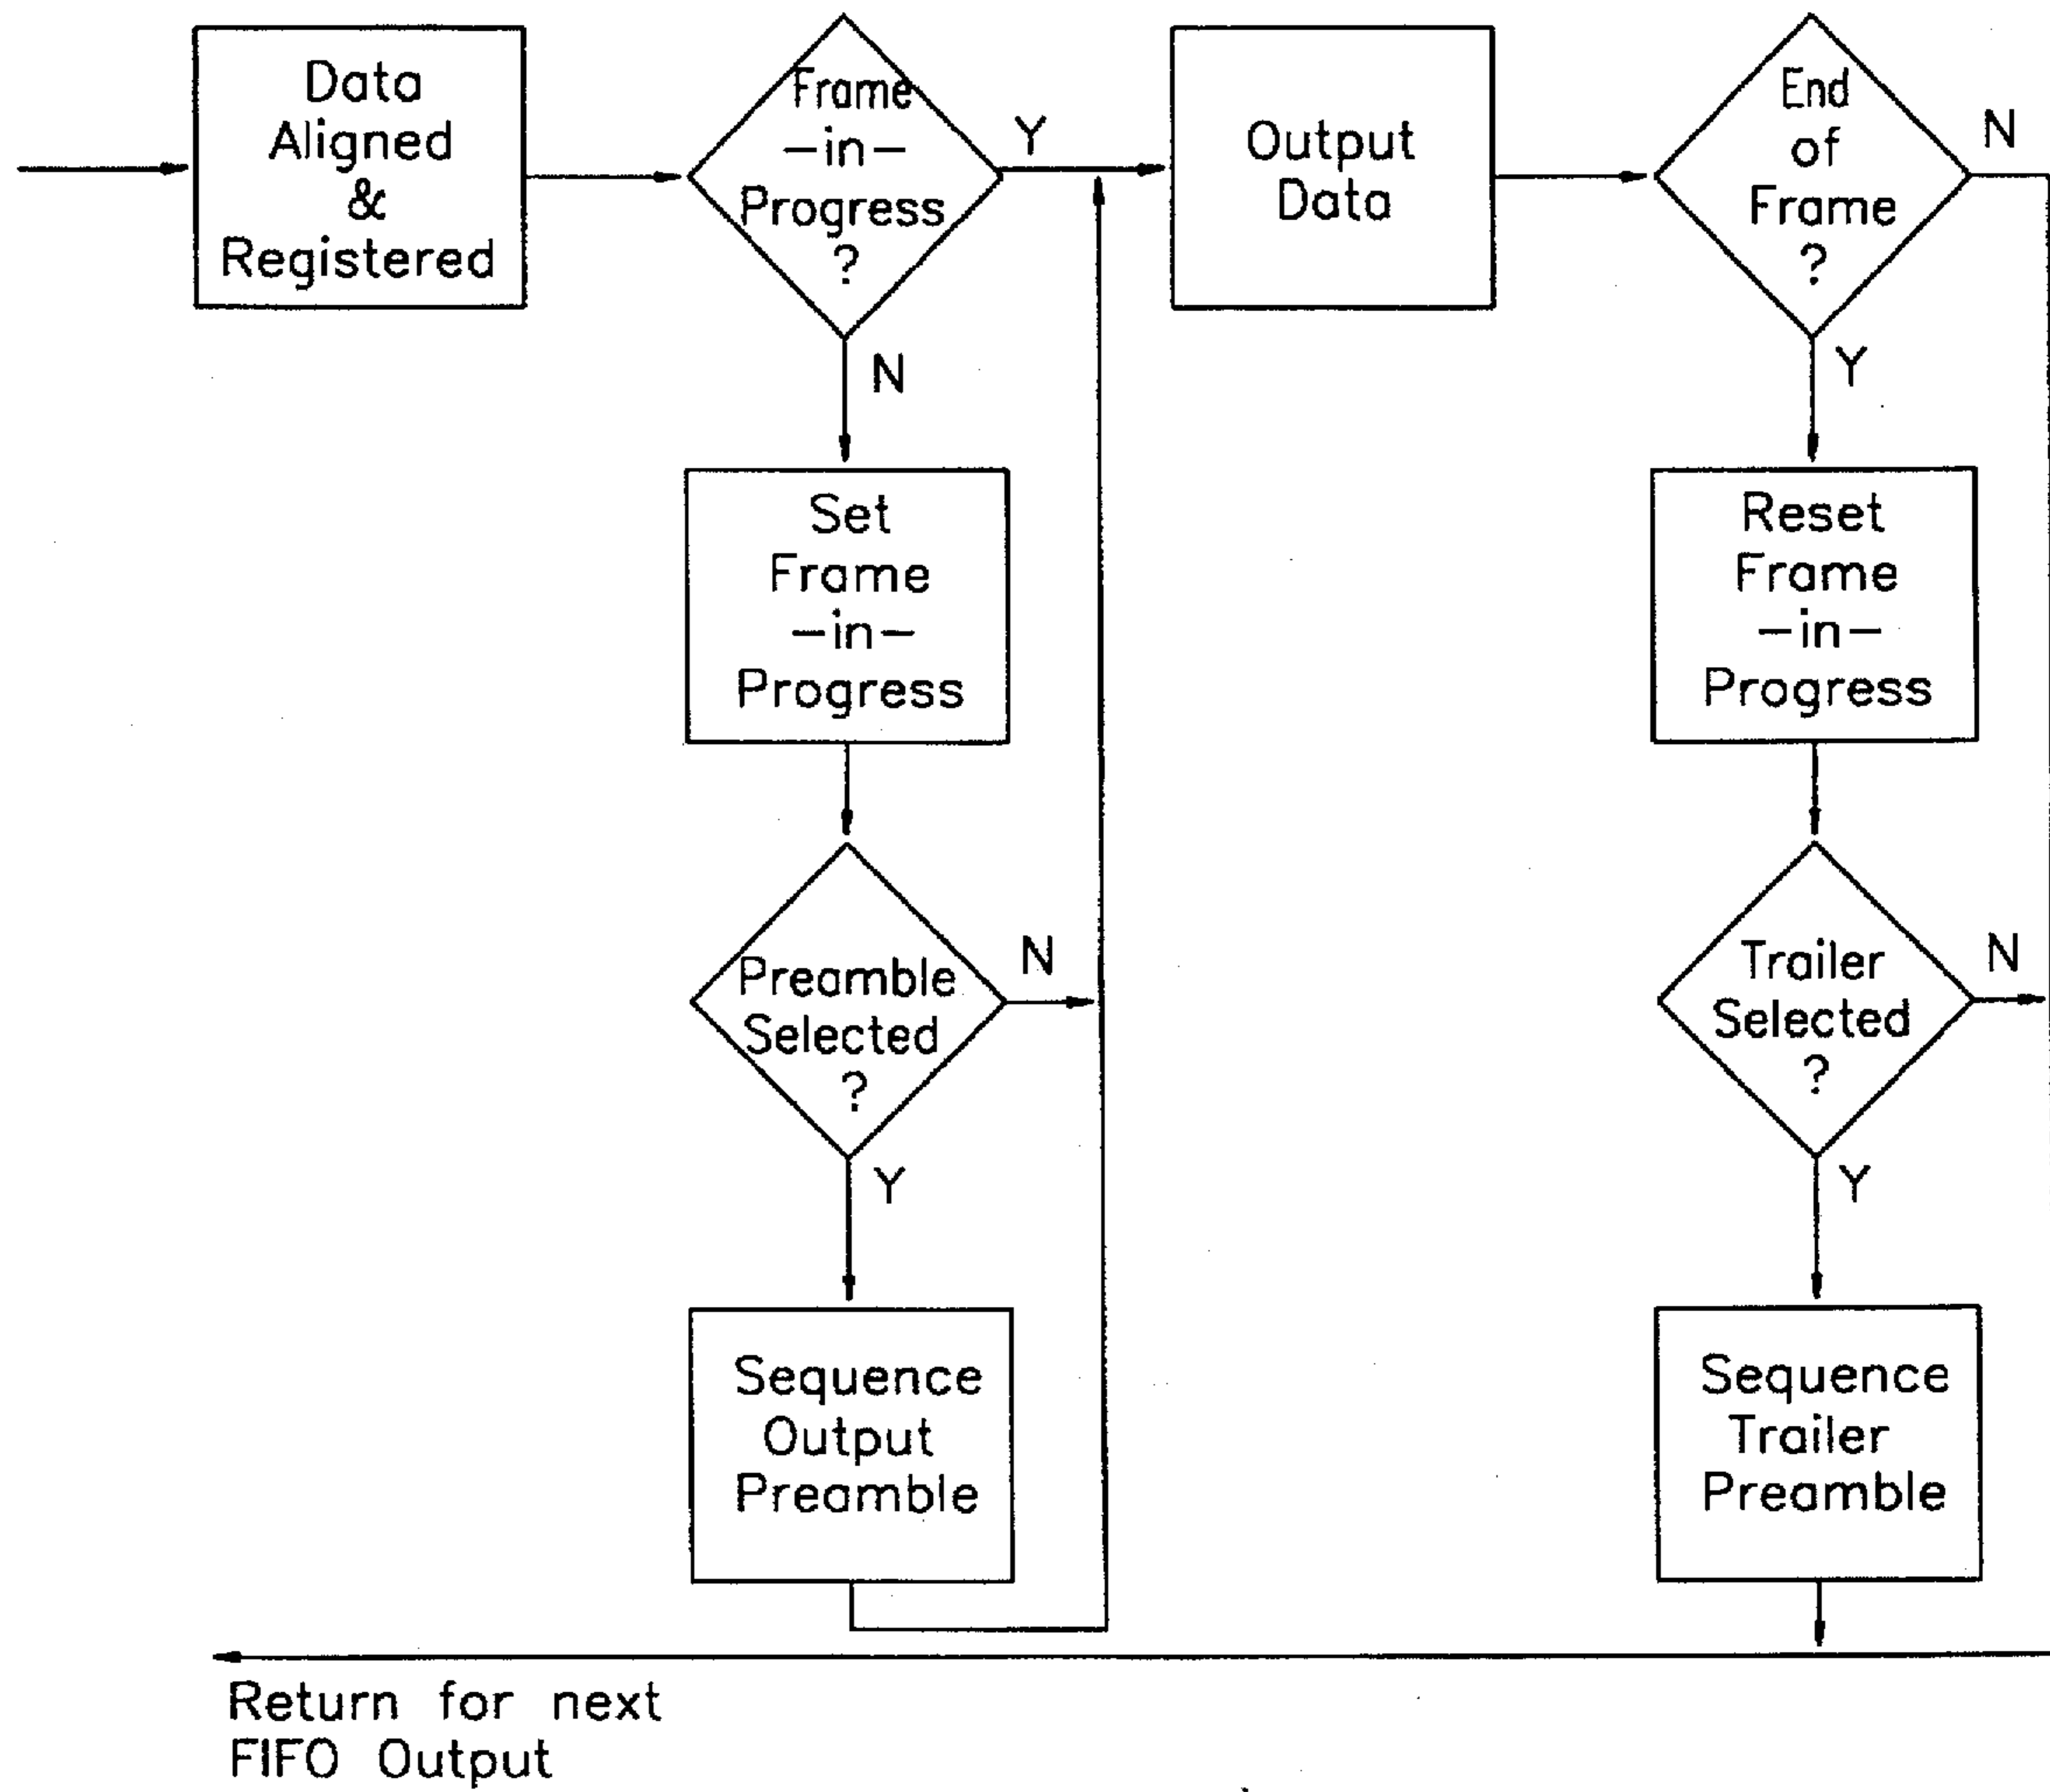 Data
Aligned
&
Registered
Frame
-in-
Progress
?
Y
N
Output
Data
End
of
Frame
?
N
Y
Set
Frame
-in-
Progress
Reset
Frame
-in-
Progress
Preamble
Selected
?
N
Y
Trailer
Selected
?
N
Y
Sequence
Output
Preamble
Sequence
Trailer
Preamble
Return for next
FIFO Output